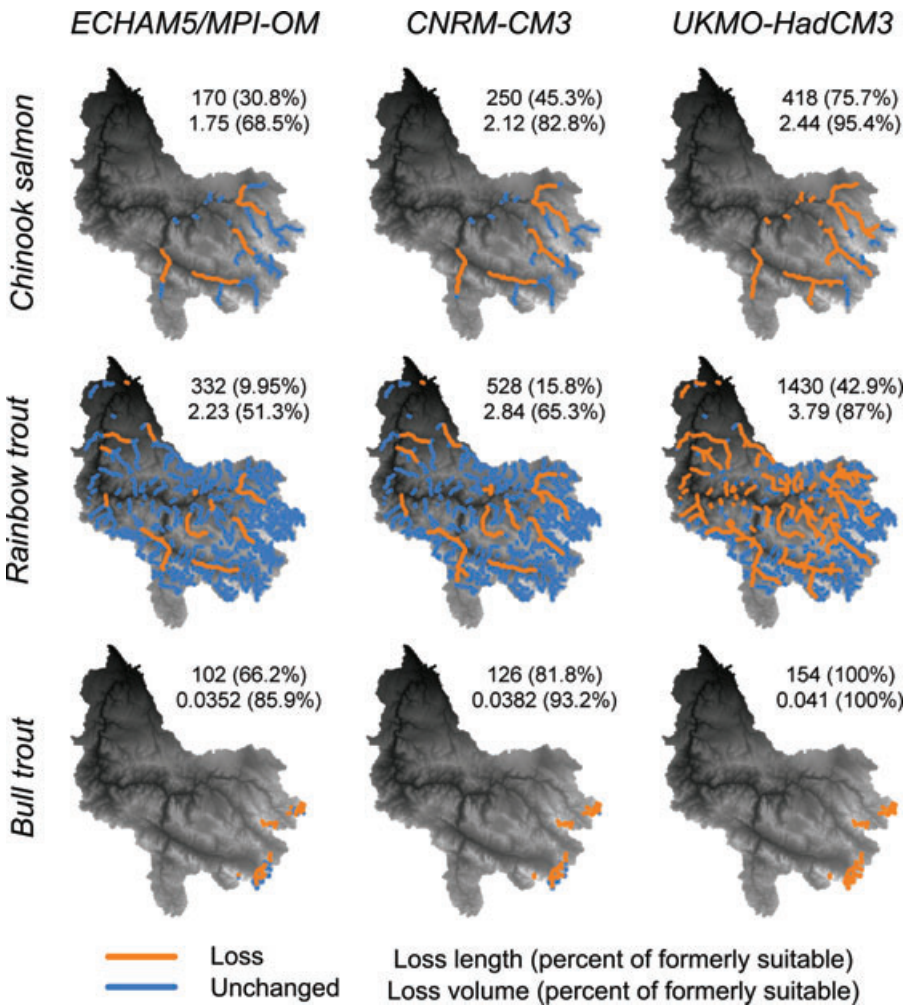 ECHAM5/MPI-OM CNRM-CM3 UKMO-HadCM3
Chinook salmon
170 (30.8%)
1.75 (68.5%)
250 (45.3%)
2.12 (82.8%)
418 (75.7%)
2.44 (95.4%)
Rainbow trout
332 (9.95%)
2.23 (51.3%)
528 (15.8%)
2.84 (65.3%)
1430 (42.9%)
3.79 (87%)
Bull trout
102 (66.2%)
0.0352 (85.9%)
126 (81.8%)
0.0382 (93.2%)
154 (100%)
0.041 (100%)
Loss
Unchanged
Loss length (percent of formerly suitable)
Loss volume (percent of formerly suitable)